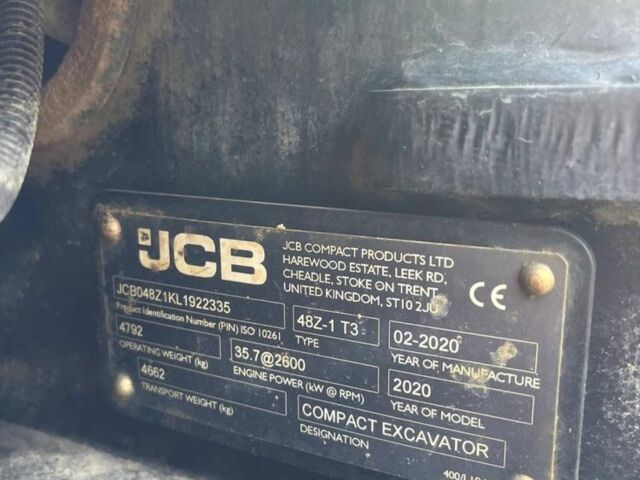 JCB
JCB COMPACT PRODUCTS LTD
HAREWOOD ESTATE, LEEK RD,
CHEADLE, STOKE ON TRENT
UNITED KINGDOM, ST10 2JU
CE
JCB048Z1KL1922335
Product Identification Number (PIN) ISO 10261
48Z-1 T3
TYPE
02-2020
YEAR OF MANUFACTURE
4792
OPERATING WEIGHT (kg)
35.7@2600
ENGINE POWER (kW @ RPM)
2020
YEAR OF MODEL
4662
TRANSPORT WEIGHT (kg)
COMPACT EXCAVATOR
DESIGNATION